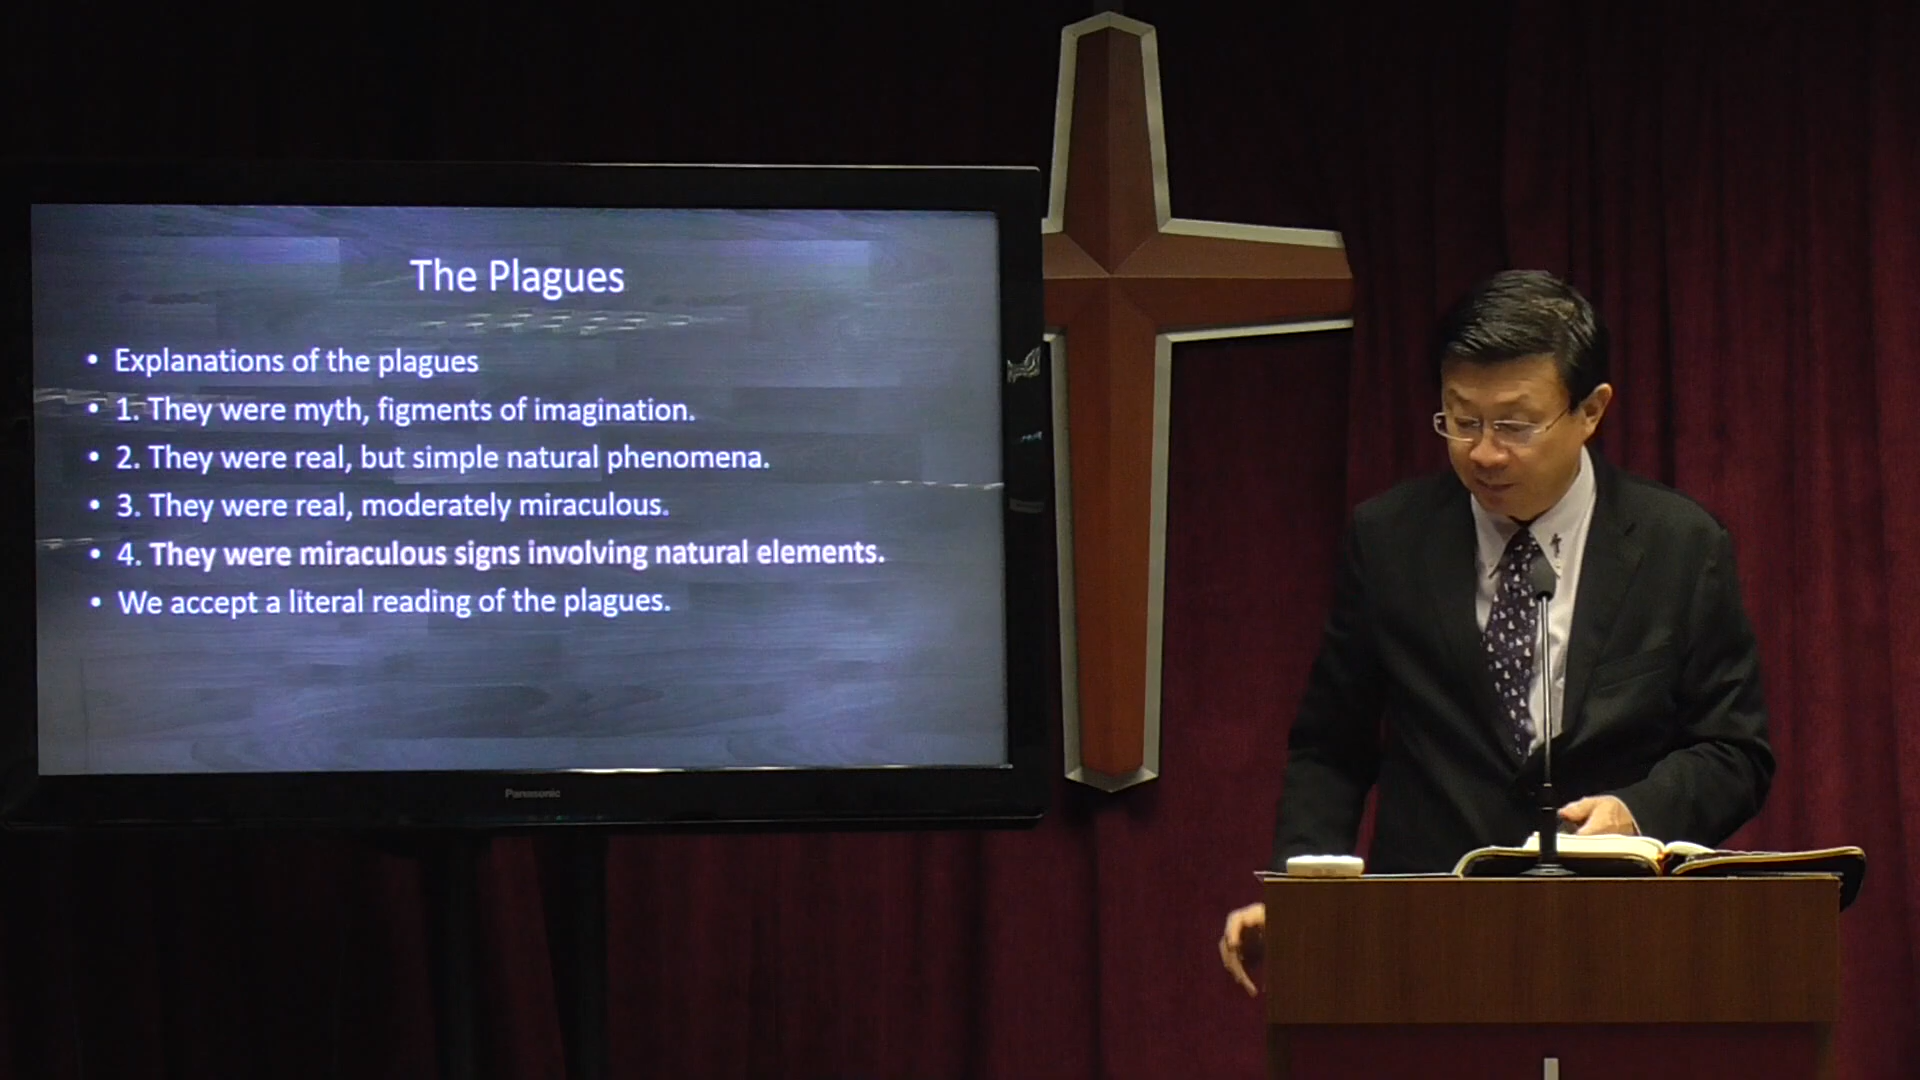 The Plagues
• Explanations of the plagues
• 1. They were myth, figments of imagination.
• 2. They were real, but simple natural phenomena.
• 3. They were real, moderately miraculous.
• 4. They were miraculous signs involving natural elements.
• We accept a literal reading of the plagues.
Panasonic